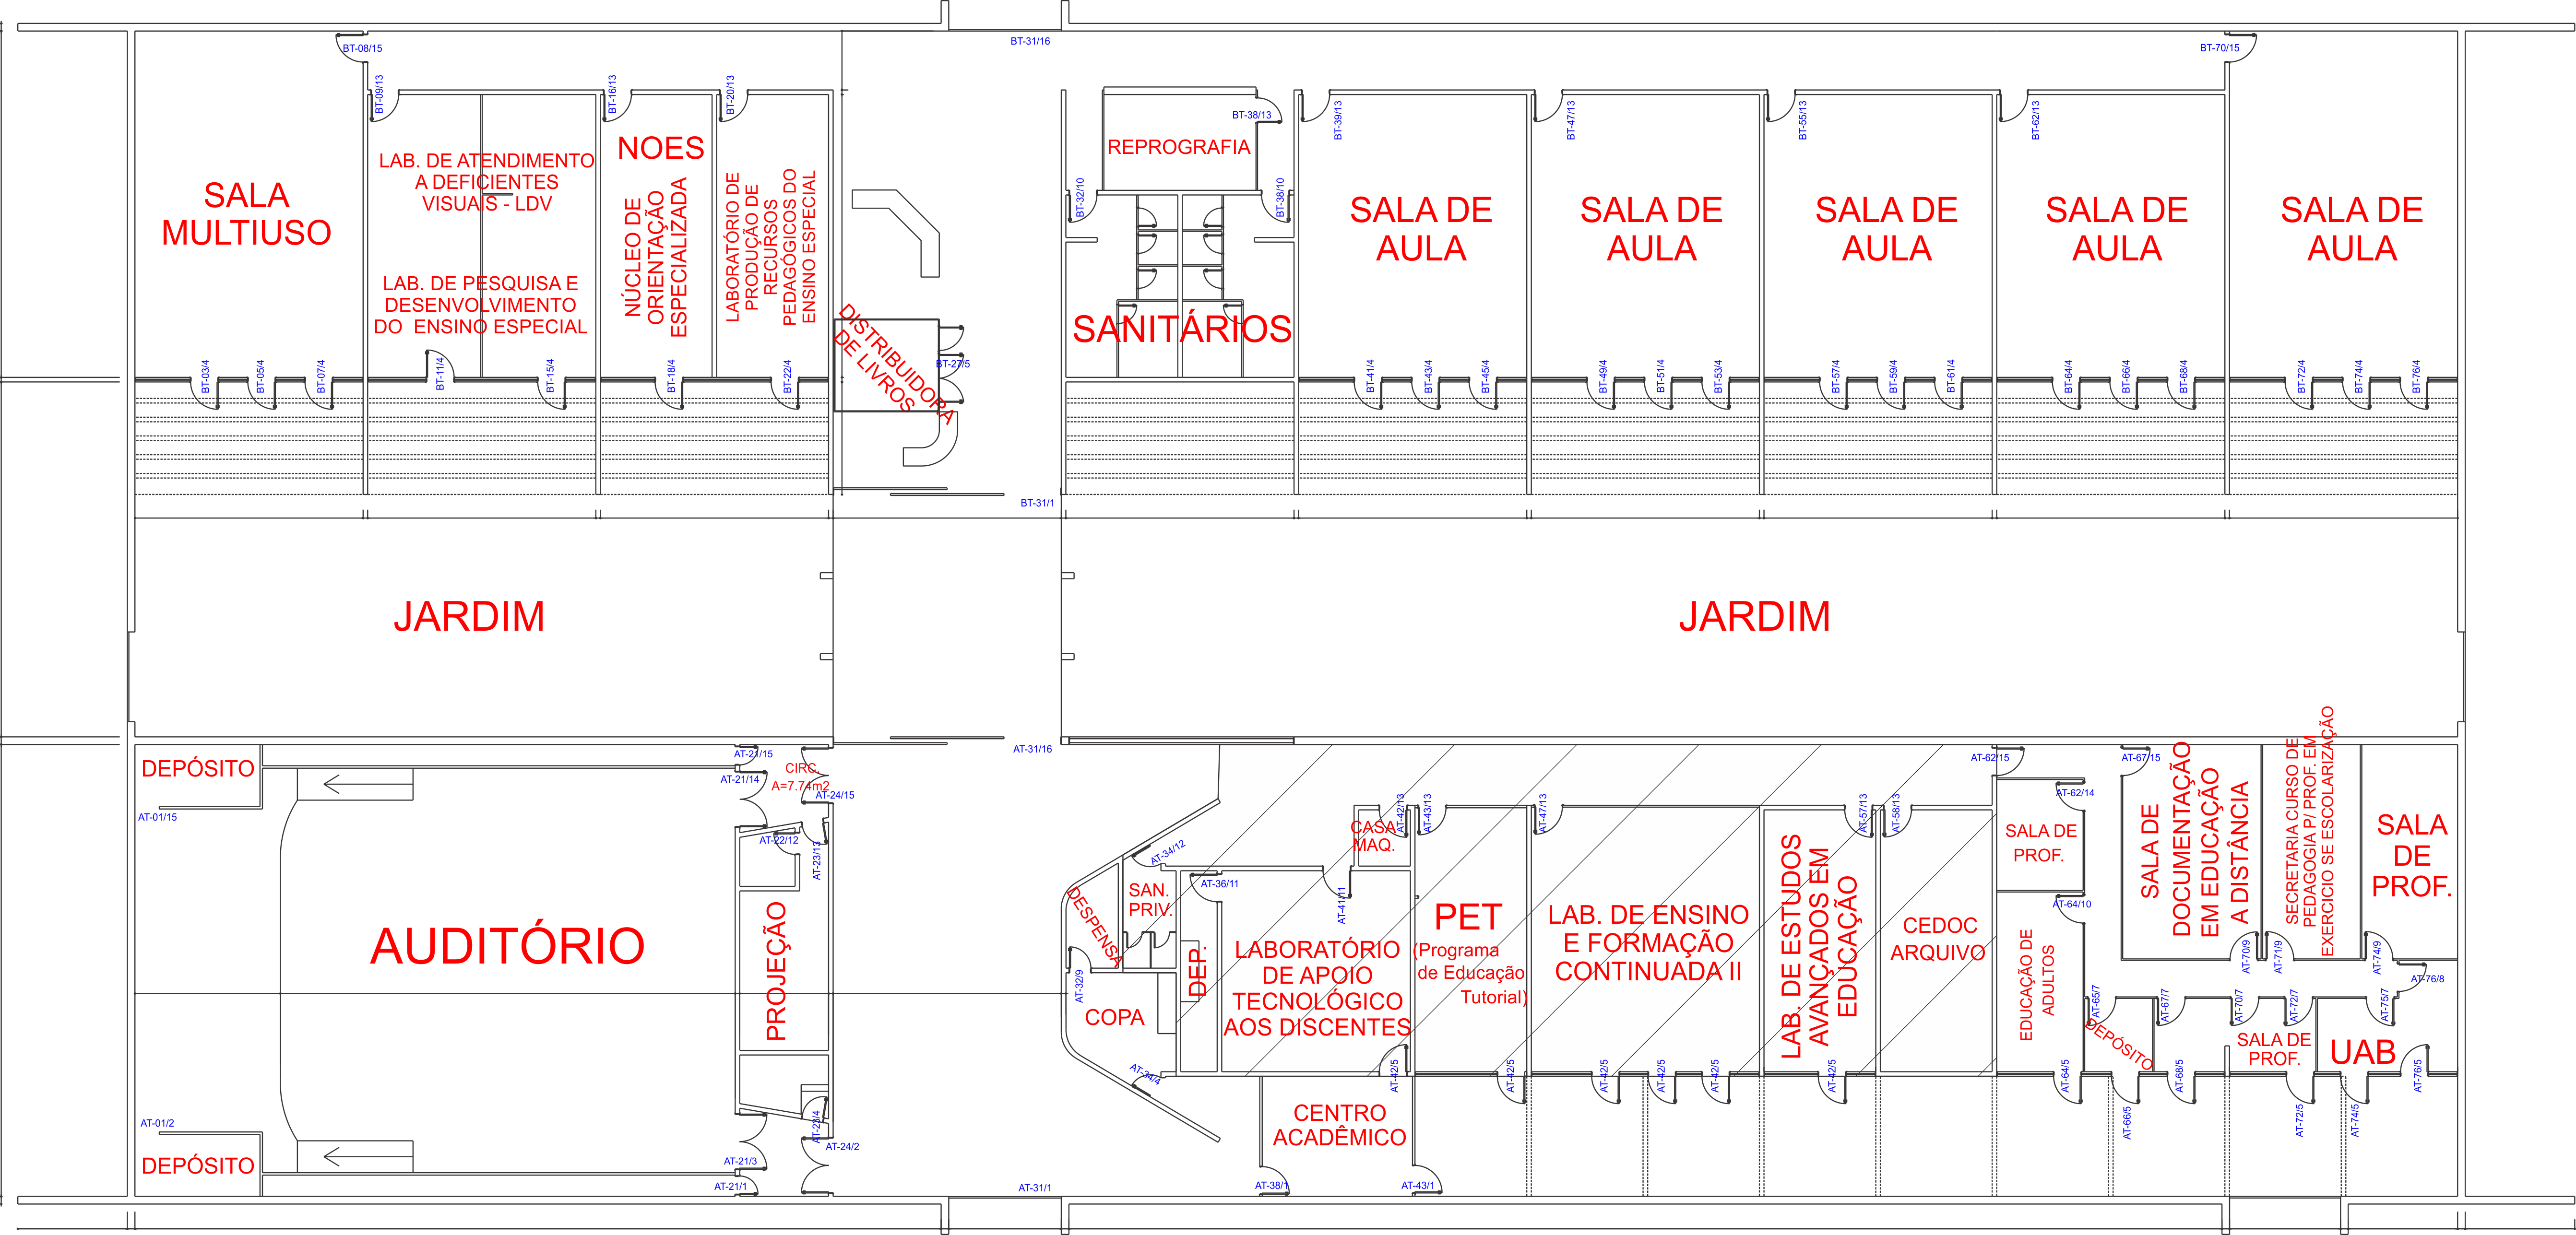 BT-31/16
BT-08/15
BT-70/15
BT-09/13
BT-16/13
BT-20/13
BT-38/13
BT-39/13
BT-47/13
BT-55/13
BT-62/13
SALA
MULTIUSO
LAB. DE ATENDIMENTO
A DEFICIENTES
VISUAIS - LDV
LAB. DE PESQUISA E
DESENVOLVIMENTO
DO ENSINO ESPECIAL
NOES
NÚCLEO DE
ORIENTAÇÃO
ESPECIALIZADA
LABORATÓRIO DE
PRODUÇÃO DE
RECURSOS
PEDAGÓGICOS DO
ENSINO ESPECIAL
DISTRIBUIDORA
DE LIVROS
REPROGRAFIA
BT-32/10
BT-38/10
SANITÁRIOS
SALA DE
AULA
SALA DE
AULA
SALA DE
AULA
SALA DE
AULA
SALA DE
AULA
BT-03/4
BT-05/4
BT-07/4
BT-11/4
BT-15/4
BT-18/4
BT-22/4
BT-27/5
BT-41/4
BT-43/4
BT-45/4
BT-49/4
BT-51/4
BT-53/4
BT-57/4
BT-59/4
BT-61/4
BT-64/4
BT-66/4
BT-68/4
BT-72/4
BT-74/4
BT-76/4
BT-31/1
JARDIM
JARDIM
AT-31/16
DEPÓSITO
AT-01/15
AT-21/15
AT-21/14
CIRC.
A=7.74m2
AT-24/15
AT-22/12
AT-23/13
AUDITÓRIO
PROJEÇÃO
AT-01/2
DEPÓSITO
AT-23/4
AT-24/2
AT-21/3
AT-21/1
AT-31/1
AT-34/12
DESPENSA
SAN.
PRIV.
AT-32/9
COPA
AT-34/4
AT-36/11
DEP.
AT-41/11
LABORATÓRIO
DE APOIO
TECNOLÓGICO
AOS DISCENTES
CASA
MAQ.
AT-42/13
AT-43/13
AT-47/13
AT-57/13
AT-58/13
PET
(Programa
de Educação
Tutorial)
LAB. DE ENSINO
E FORMAÇÃO
CONTINUADA II
LAB. DE ESTUDOS
AVANÇADOS EM
EDUCAÇÃO
CEDOC
ARQUIVO
AT-42/5
AT-42/5
AT-42/5
AT-42/5
AT-42/5
AT-42/5
CENTRO
ACADÊMICO
AT-38/1
AT-43/1
AT-62/15
AT-62/14
SALA DE
PROF.
AT-64/10
EDUCAÇÃO DE
ADULTOS
AT-64/5
AT-67/15
SALA DE
DOCUMENTAÇÃO
EM EDUCAÇÃO
A DISTÂNCIA
SECRETARIA CURSO DE
PEDAGOGIA P/ PROF. EM
EXERCICIO SE ESCOLARIZAÇÃO
SALA
DE
PROF.
AT-70/9
AT-71/9
AT-74/9
AT-76/8
AT-65/7
AT-67/7
AT-70/7
AT-72/7
AT-75/7
DEPÓSITO
SALA DE
PROF.
UAB
AT-66/5
AT-68/5
AT-72/5
AT-74/5
AT-76/5